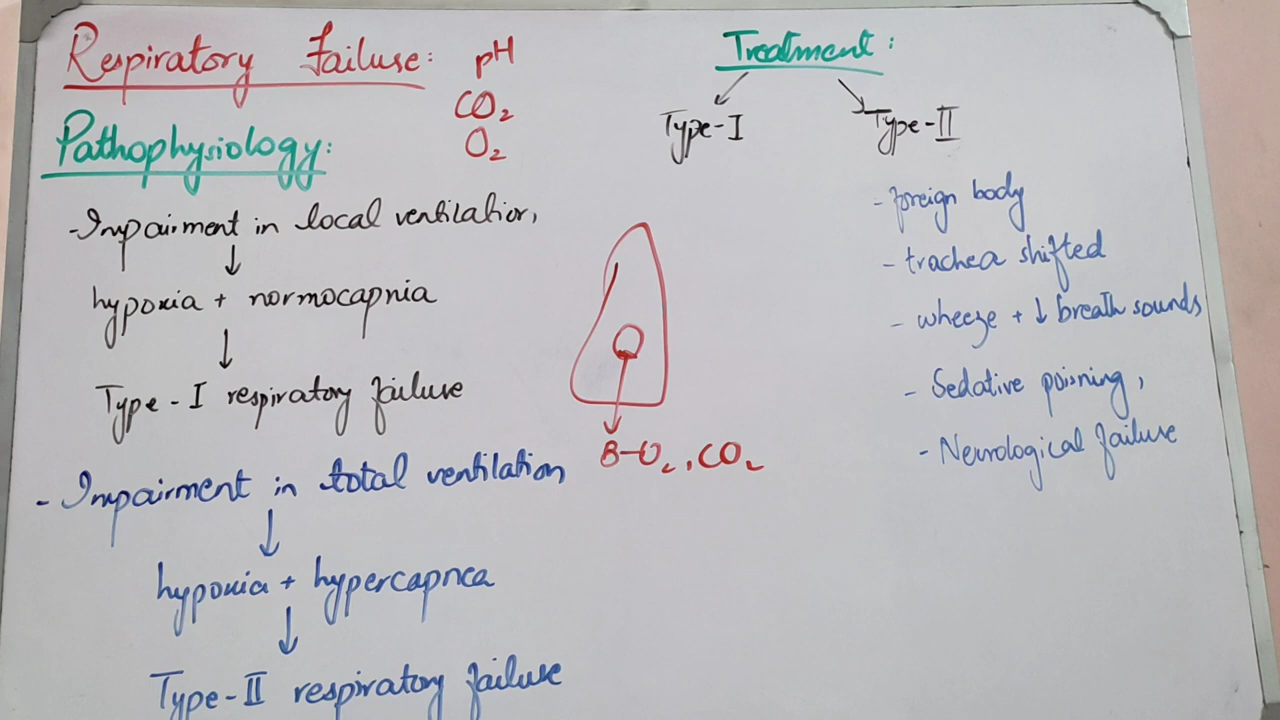 Respiratory failure:
pH
CO₂
O₂
Pathophysiology:
-Impairment in local ventilation,
↓
hypoxia + normocapnia
↓
Type-I respiratory failure
- Impairment in total ventilation,
↓
hypoxia + hypercapnea
↓
Type-II respiratory failure
B-O₂, CO₂
Treatment:
Type-I
Type-II
- foreign body
- trachea shifted
- wheeze + ↓ breath sounds
- Sedative poisning,
- Neurological failure